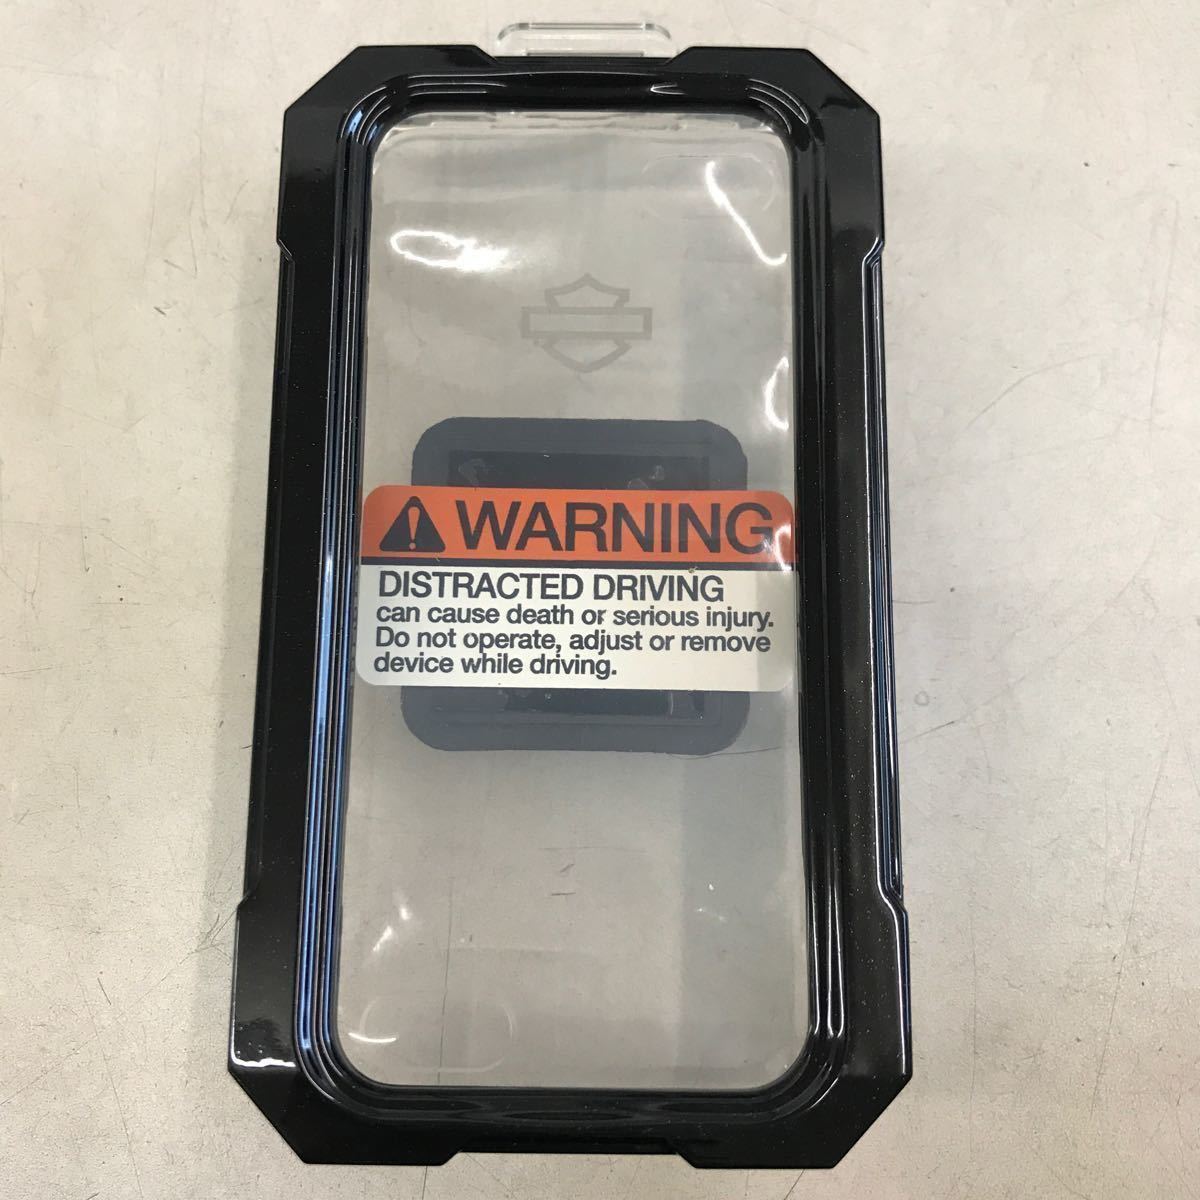 WARNING
DISTRACTED DRIVING
can cause death or serious injury.
Do not operate, adjust or remove
device while driving.